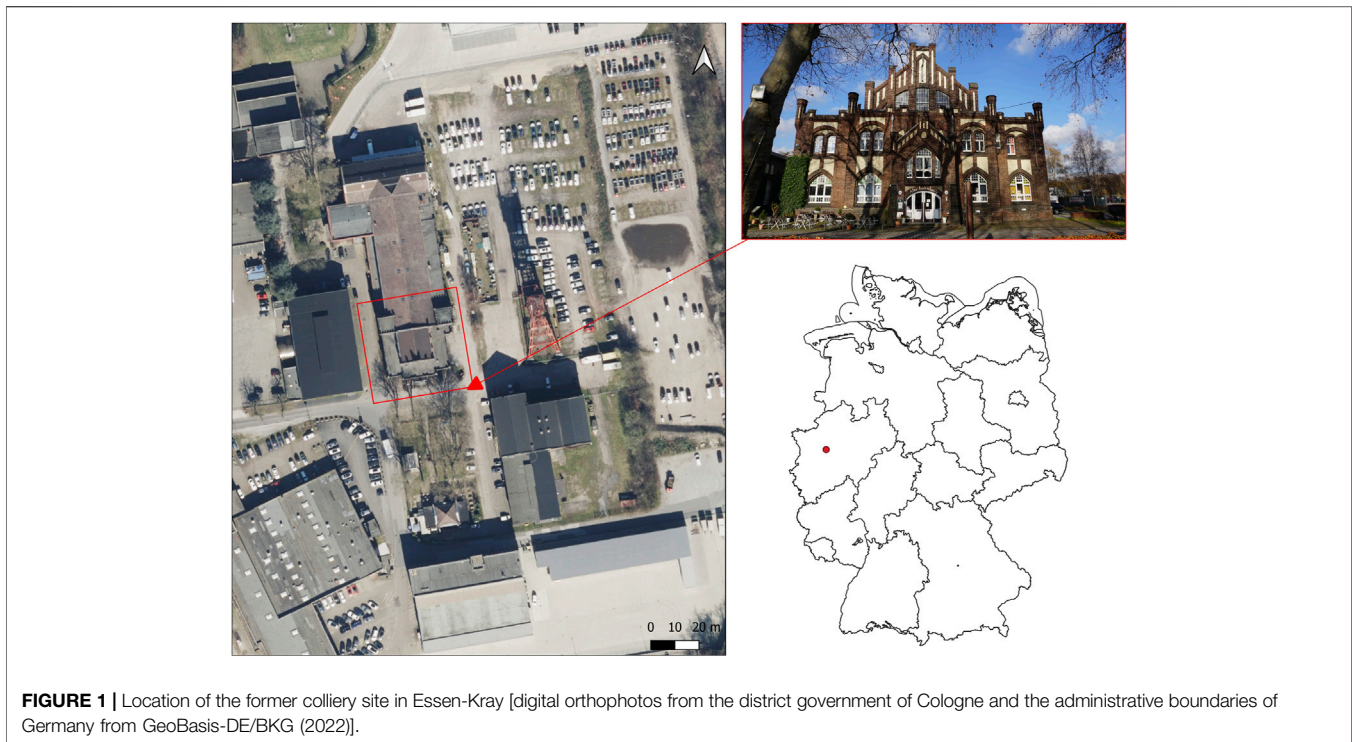 0 10 20 m
FIGURE 1 | Location of the former colliery site in Essen-Kray [digital orthophotos from the district government of Cologne and the administrative boundaries of
Germany from GeoBasis-DE/BKG (2022)].